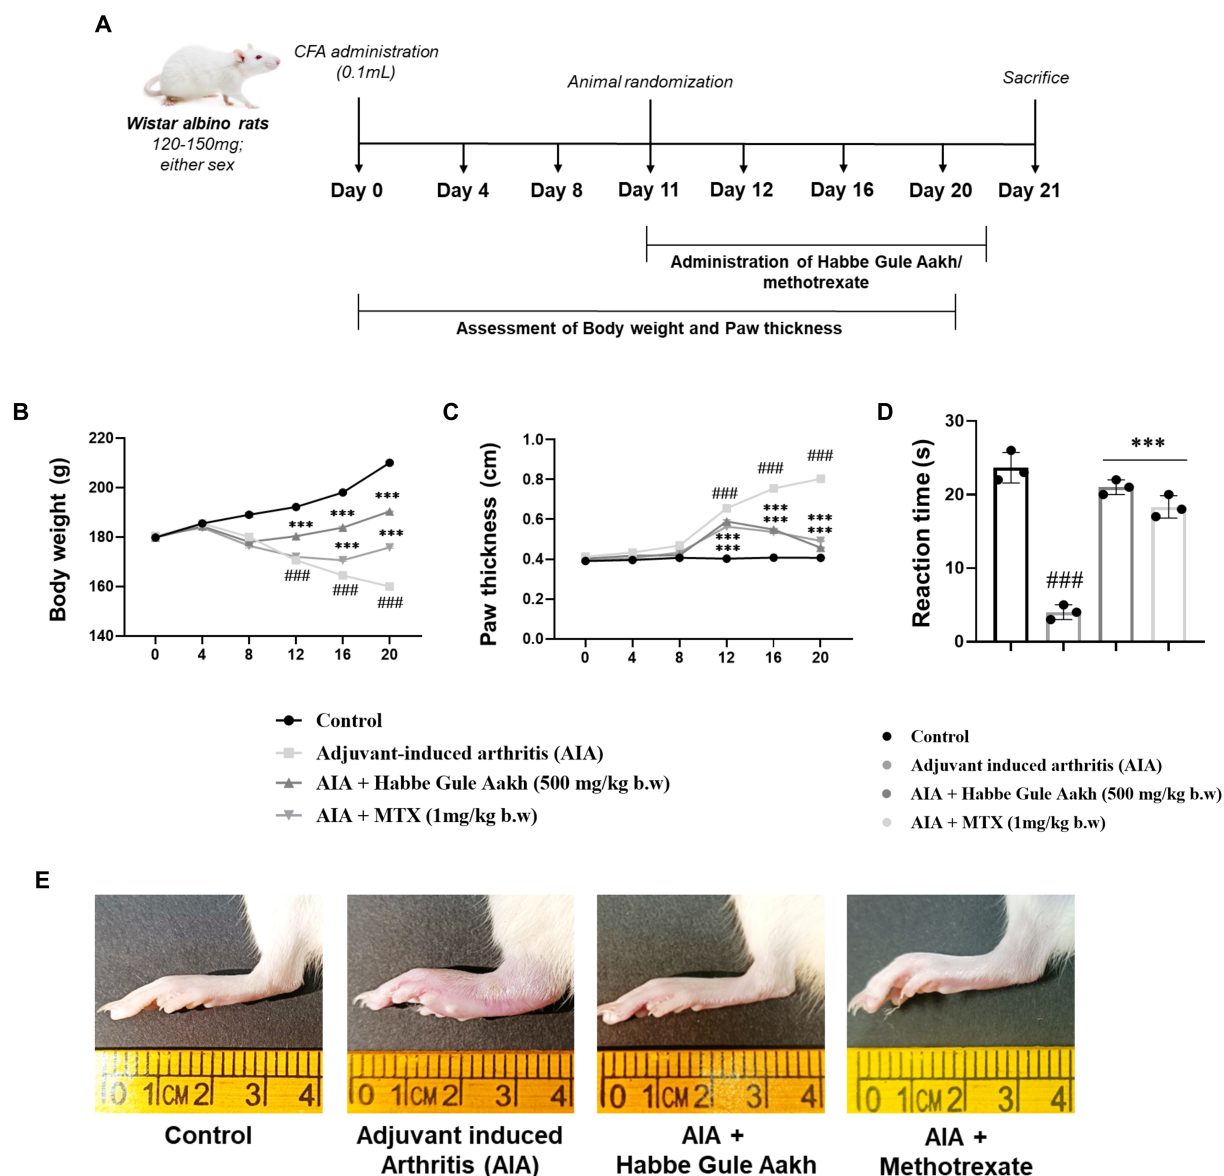 A
CFA administration
(0.1mL)
Animal randomization
Sacrifice
Wistar albino rats
120-150mg;
either sex
Day 0
Day 4
Day 8
Day 11
Day 12
Day 16
Day 20
Day 21
Administration of Habbe Gule Aakh/
methotrexate
Assessment of Body weight and Paw thickness
B
Body weight (g)
220
200
180
160
140
0 4 8 12 16 20
***
***
***
***
***
###
###
###
C
Paw thickness (cm)
1.0
0.8
0.6
0.4
0.2
0.0
0 4 8 12 16 20
###
###
###
***
***
***
***
***
***
D
Reaction time (s)
30
20
10
0
###
***
Control
Adjuvant-induced arthritis (AIA)
AIA + Habbe Gule Aakh (500 mg/kg b.w)
AIA + MTX (1mg/kg b.w)
Control
Adjuvant induced arthritis (AIA)
AIA + Habbe Gule Aakh (500 mg/kg b.w)
AIA + MTX (1mg/kg b.w)
E
0 1 CM 2 3 4
0 1 CM 2 3 4
0 1 CM 2 3 4
0 1 CM 2 3 4
Control
Adjuvant induced
Arthritis (AIA)
AIA +
Habbe Gule Aakh
AIA +
Methotrexate